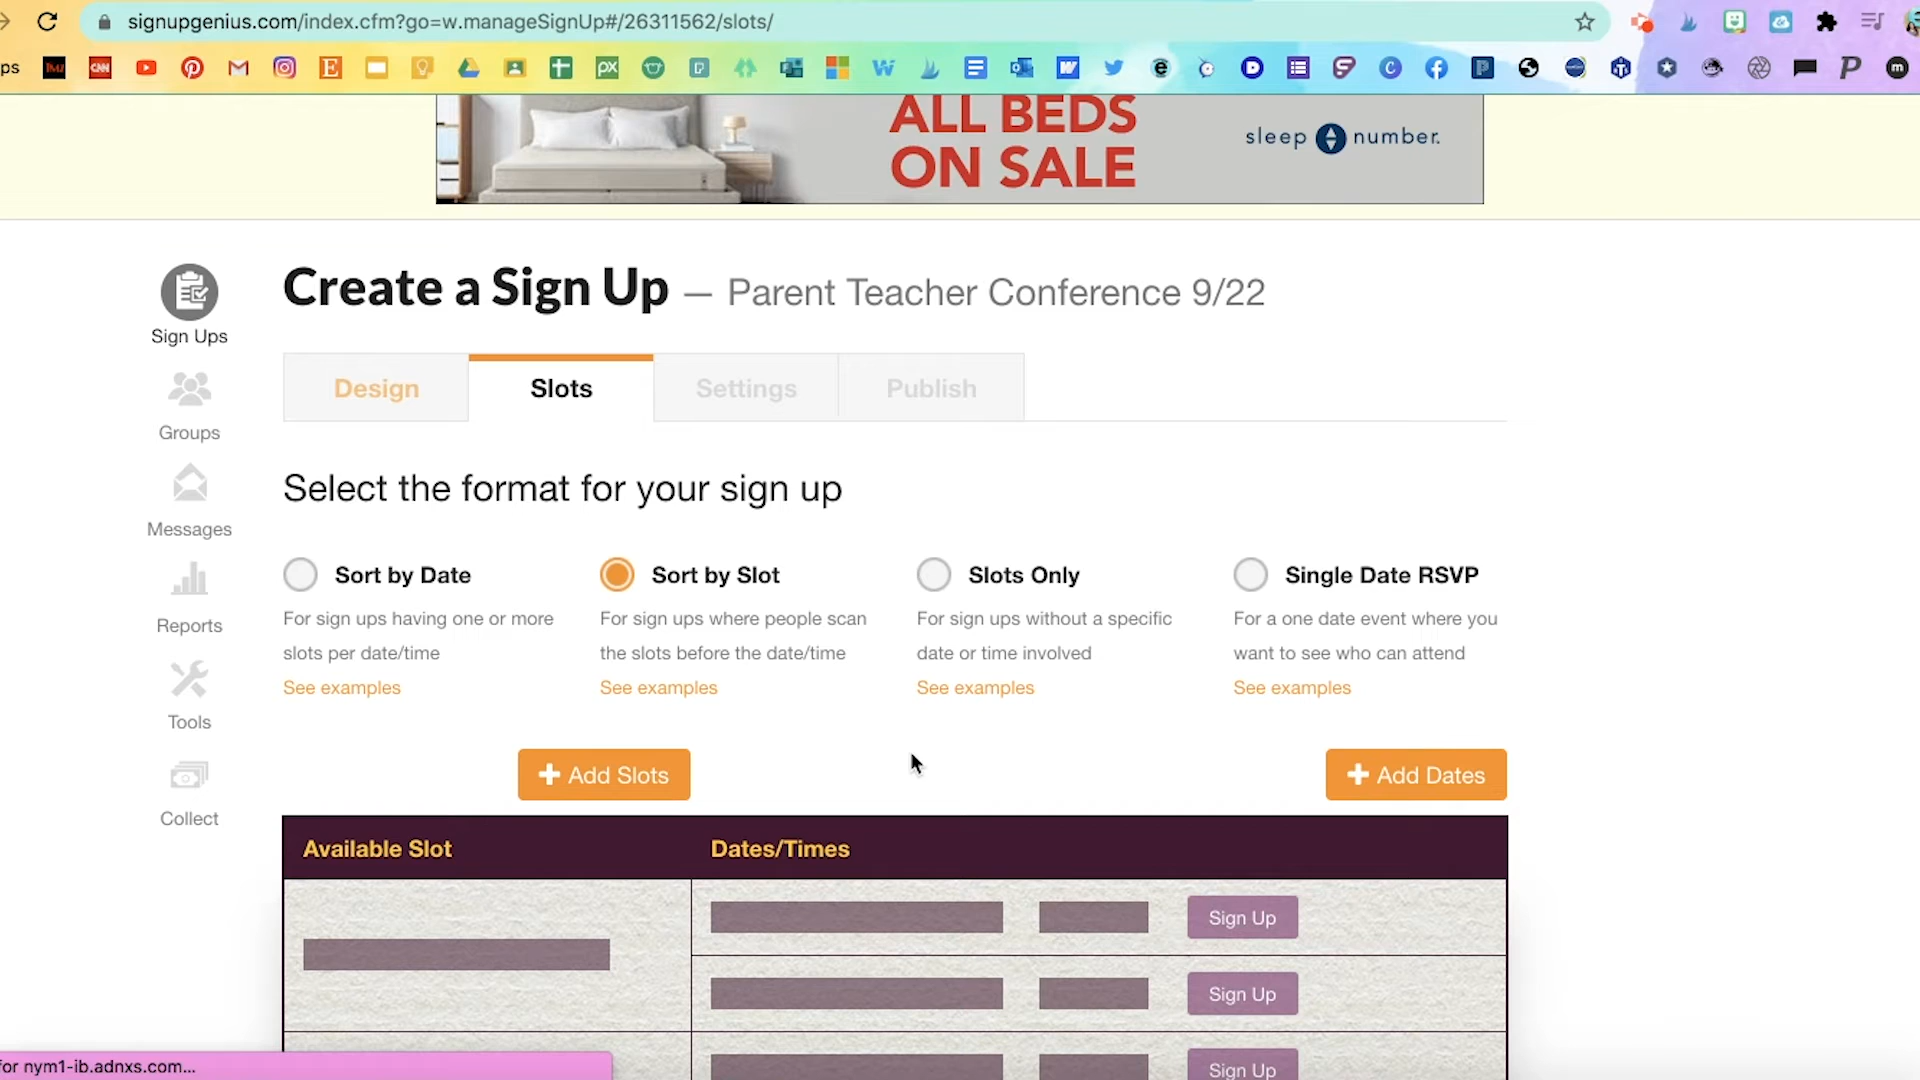 signupgenius.com/index.cfm?go=w.manageSignUp#/26311562/slots/
ps
CNN
ALL BEDS
ON SALE
sleep number.
Create a Sign Up — Parent Teacher Conference 9/22
Sign Ups
Groups
Messages
Reports
Tools
Collect
Design
Slots
Settings
Publish
Select the format for your sign up
Sort by Date
For sign ups having one or more
slots per date/time
See examples
Sort by Slot
For sign ups where people scan
the slots before the date/time
See examples
Slots Only
For sign ups without a specific
date or time involved
See examples
Single Date RSVP
For a one date event where you
want to see who can attend
See examples
+ Add Slots
+ Add Dates
Available Slot
Dates/Times
Sign Up
Sign Up
Sign Up
for nym1-ib.adnxs.com...